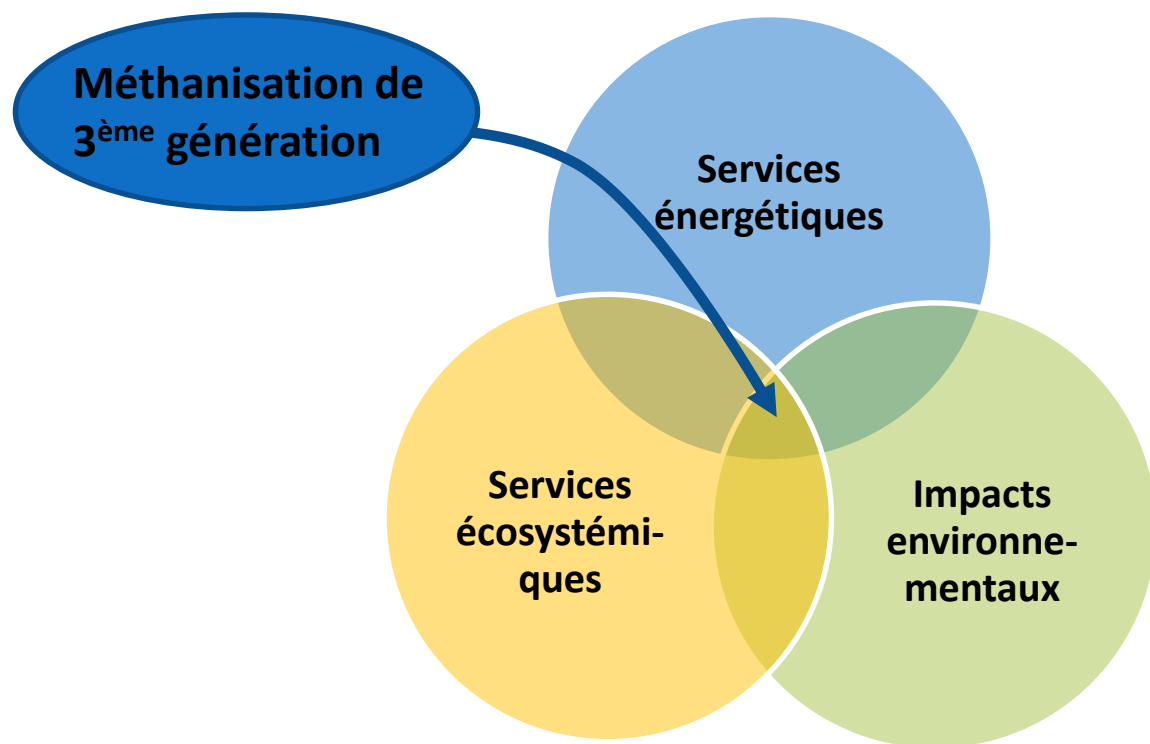 Méthanisation de
3ème génération
Services
énergétiques
Services
écosystémi-
ques
Impacts
environne-
mentaux